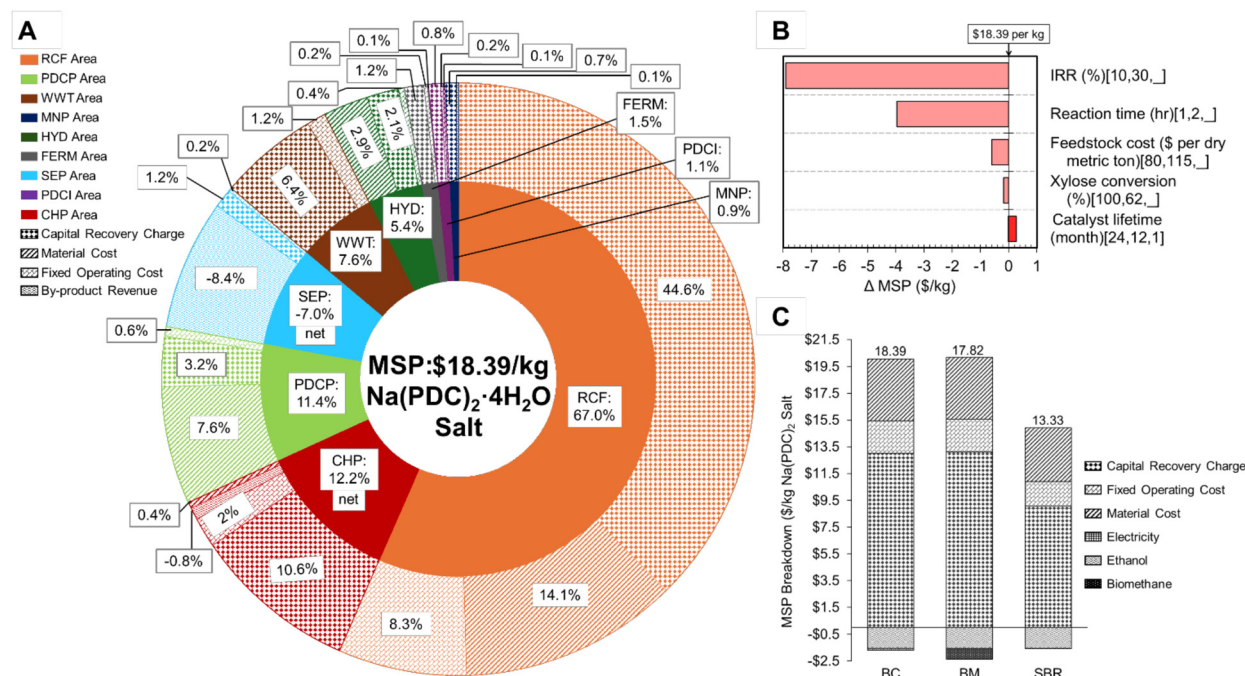 A
RCF Area
PDCP Area
WWT Area
MNP Area
HYD Area
FERM Area
SEP Area
PDCI Area
CHP Area
Capital Recovery Charge
Material Cost
Fixed Operating Cost
By-product Revenue
0.2%
0.1%
0.8%
0.2%
0.1%
0.7%
0.1%
1.2%
0.4%
1.2%
0.2%
1.2%
2.9%
2.1%
6.4%
FERM:
1.5%
PDCI:
1.1%
MNP:
0.9%
HYD:
5.4%
WWT:
7.6%
-8.4%
SEP:
-7.0%
net
0.6%
3.2%
7.6%
PDCP:
11.4%
CHP:
12.2%
net
0.4%
-0.8%
2%
10.6%
8.3%
14.1%
44.6%
RCF:
67.0%
MSP:$18.39/kg
Na(PDC)₂·4H₂O
Salt
B
$18.39 per kg
IRR (%)[10,30,_]
Reaction time (hr)[1,2,_]
Feedstock cost ($ per dry
metric ton)[80,115,_]
Xylose conversion
(%)[100,62,_]
Catalyst lifetime
(month)[24,12,1]
-8 -7 -6 -5 -4 -3 -2 -1 0 1
Δ MSP ($/kg)
C
MSP Breakdown ($/kg Na(PDC)₂ Salt
$21.5
$19.5
$17.5
$15.5
$13.5
$11.5
$9.5
$7.5
$5.5
$3.5
$1.5
-$0.5
-$2.5
18.39
17.82
13.33
BC
BM
SBR
Capital Recovery Charge
Fixed Operating Cost
Material Cost
Electricity
Ethanol
Biomethane